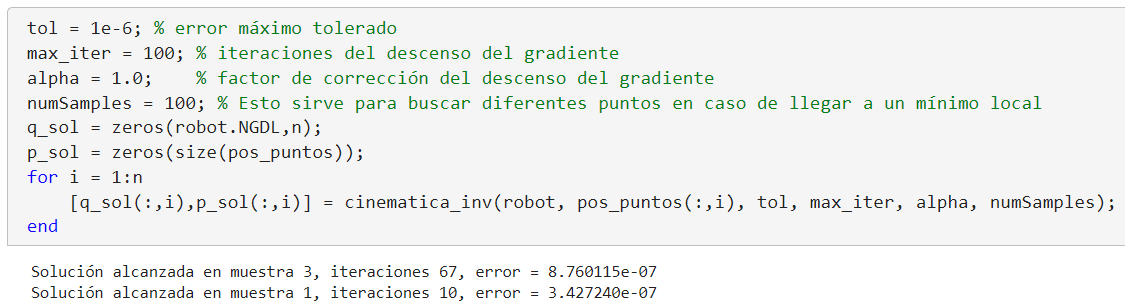 tol = 1e-6; % error máximo tolerado
max_iter = 100; % iteraciones del descenso del gradiente
alpha = 1.0;    % factor de corrección del descenso del gradiente
numSamples = 100; % Esto sirve para buscar diferentes puntos en caso de llegar a un mínimo local
q_sol = zeros(robot.NGDL,n);
p_sol = zeros(size(pos_puntos));
for i = 1:n
    [q_sol(:,i),p_sol(:,i)] = cinematica_inv(robot, pos_puntos(:,i), tol, max_iter, alpha, numSamples);
end
Solución alcanzada en muestra 3, iteraciones 67, error = 8.760115e-07
Solución alcanzada en muestra 1, iteraciones 10, error = 3.427240e-07